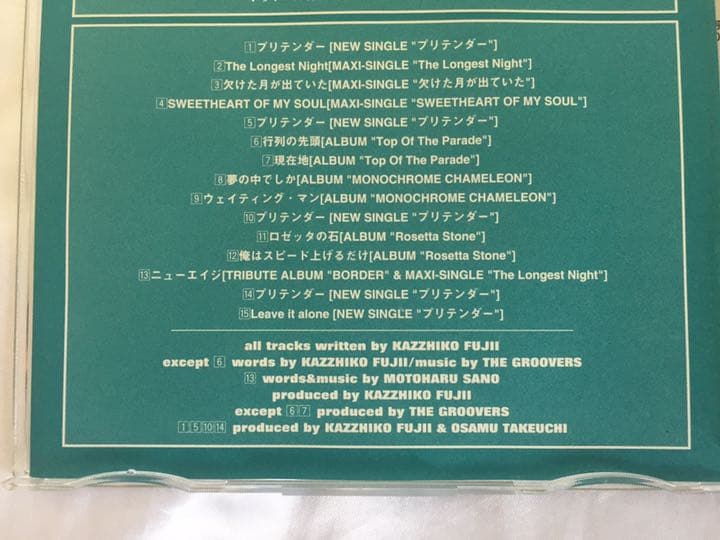 1プリテンダー [NEW SINGLE "プリテンダー"]
2The Longest Night[MAXI-SINGLE "The Longest Night"]
3欠けた月が出ていた[MAXI-SINGLE "欠けた月が出ていた"]
4SWEETHEART OF MY SOUL[MAXI-SINGLE "SWEETHEART OF MY SOUL"]
5プリテンダー [NEW SINGLE "プリテンダー"]
6行列の先頭[ALBUM "Top Of The Parade"]
7現在地[ALBUM "Top Of The Parade"]
8夢の中でしか[ALBUM "MONOCHROME CHAMELEON"]
9ウェイティング・マン[ALBUM "MONOCHROME CHAMELEON"]
10プリテンダー [NEW SINGLE "プリテンダー"]
11ロゼッタの石[ALBUM "Rosetta Stone"]
12俺はスピード上げるだけ[ALBUM "Rosetta Stone"]
13ニューエイジ[TRIBUTE ALBUM "BORDER" & MAXI-SINGLE "The Longest Night"]
14プリテンダー [NEW SINGLE "プリテンダー"]
15Leave it alone [NEW SINGLE "プリテンダー"]
all tracks written by KAZZHIKO FUJII
except 6 words by KAZZHIKO FUJII/music by THE GROOVERS
13 words&music by MOTOHARU SANO
produced by KAZZHIKO FUJII
except 6 7 produced by THE GROOVERS
1 5 10 14 produced by KAZZHIKO FUJII & OSAMU TAKEUCHI